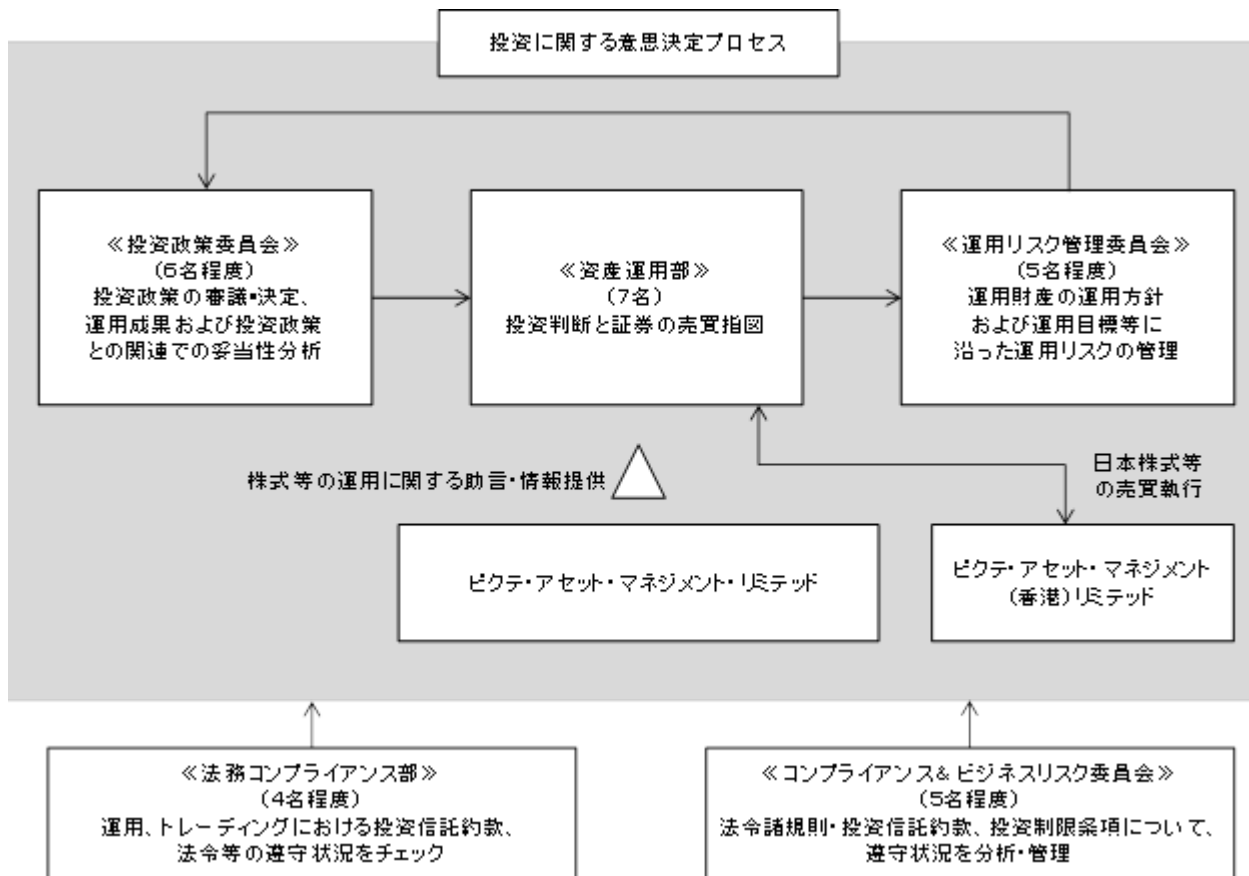 投資に関する意思決定プロセス
≪投資政策委員会≫
(6名程度)
投資政策の審議・決定、
運用成果および投資政策
との関連での妥当性分析
≪資産運用部≫
(7名)
投資判断と証券の売買指図
≪運用リスク管理委員会≫
(5名程度)
運用財産の運用方針
および運用目標等に
沿った運用リスクの管理
株式等の運用に関する助言・情報提供
日本株式等
の売買執行
ピクテ・アセット・マネジメント・リミテッド
ピクテ・アセット・マネジメント
(香港)リミテッド
≪法務コンプライアンス部≫
(4名程度)
運用、トレーディングにおける投資信託約款、
法令等の遵守状況をチェック
≪コンプライアンス&ビジネスリスク委員会≫
(5名程度)
法令諸規則・投資信託約款、投資制限条項について、
遵守状況を分析・管理